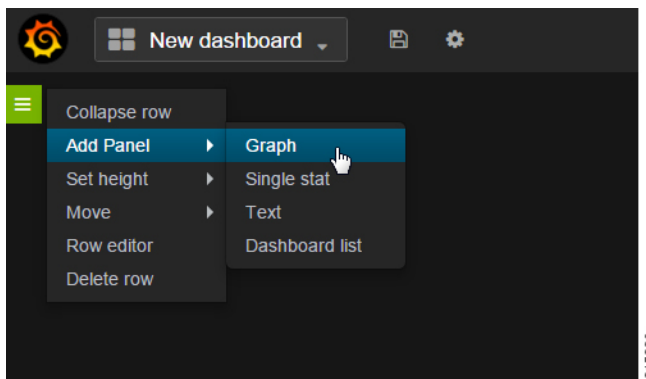 New dashboard
Collapse row
Add Panel
Graph
Set height
Single stat
Move
Text
Row editor
Dashboard list
Delete row